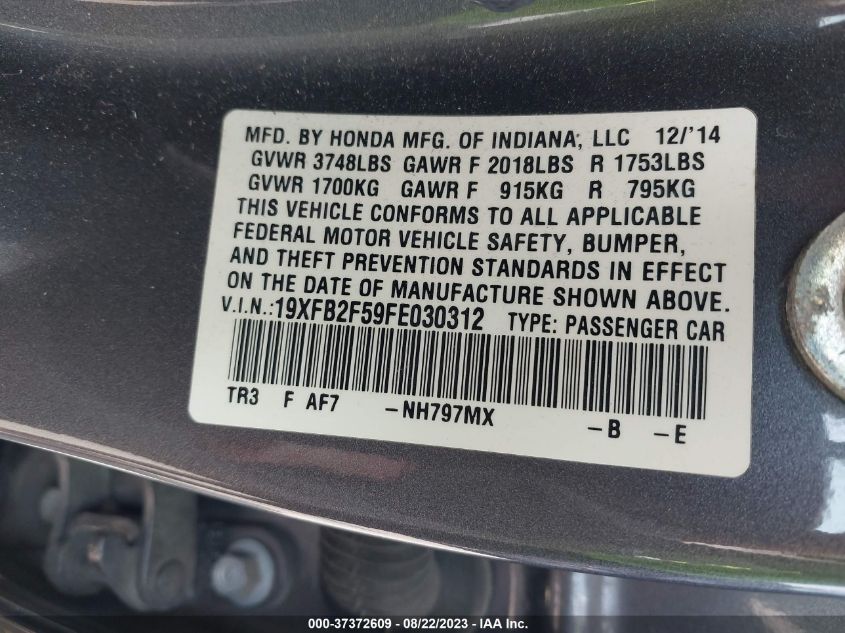 MFD. BY HONDA MFG. OF INDIANA, LLC 12/'14
GVWR 3748LBS GAWR F 2018LBS R 1753LBS
GVWR 1700KG GAWR F 915KG R 795KG
THIS VEHICLE CONFORMS TO ALL APPLICABLE
FEDERAL MOTOR VEHICLE SAFETY, BUMPER,
AND THEFT PREVENTION STANDARDS IN EFFECT
ON THE DATE OF MANUFACTURE SHOWN ABOVE.
V.I.N.:19XFB2F59FE030312 TYPE: PASSENGER CAR
TR3 F AF7 -NH797MX -B -E
000-37372609 - 08/22/2023 - Copyright © IAA, Inc.